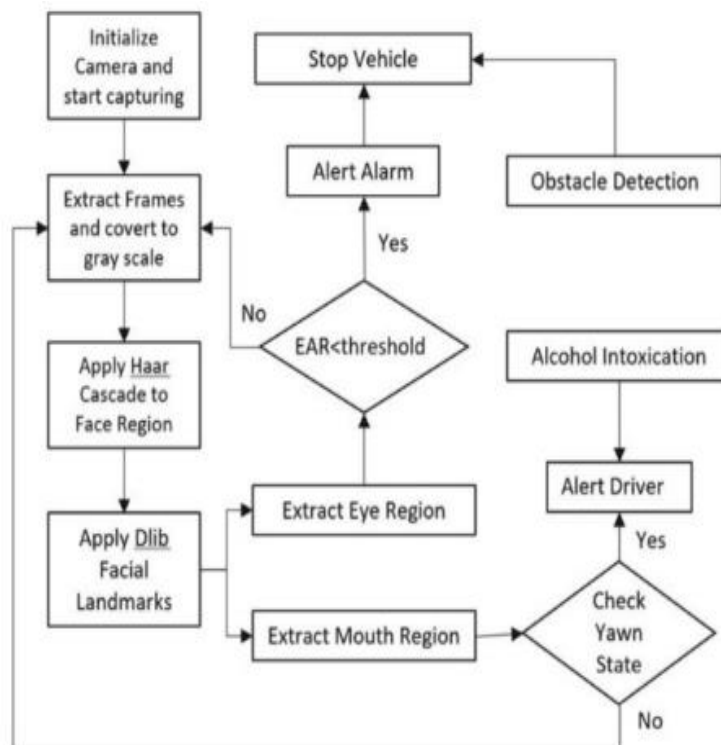 Initialize
Camera and
start capturing
Stop Vehicle
Alert Alarm
Obstacle Detection
Extract Frames
and covert to
gray scale
Yes
No
EAR<threshold
Alcohol Intoxication
Apply Haar
Cascade to
Face Region
Alert Driver
Extract Eye Region
Apply Dlib
Facial
Landmarks
Yes
Check
Yawn
State
Extract Mouth Region
No